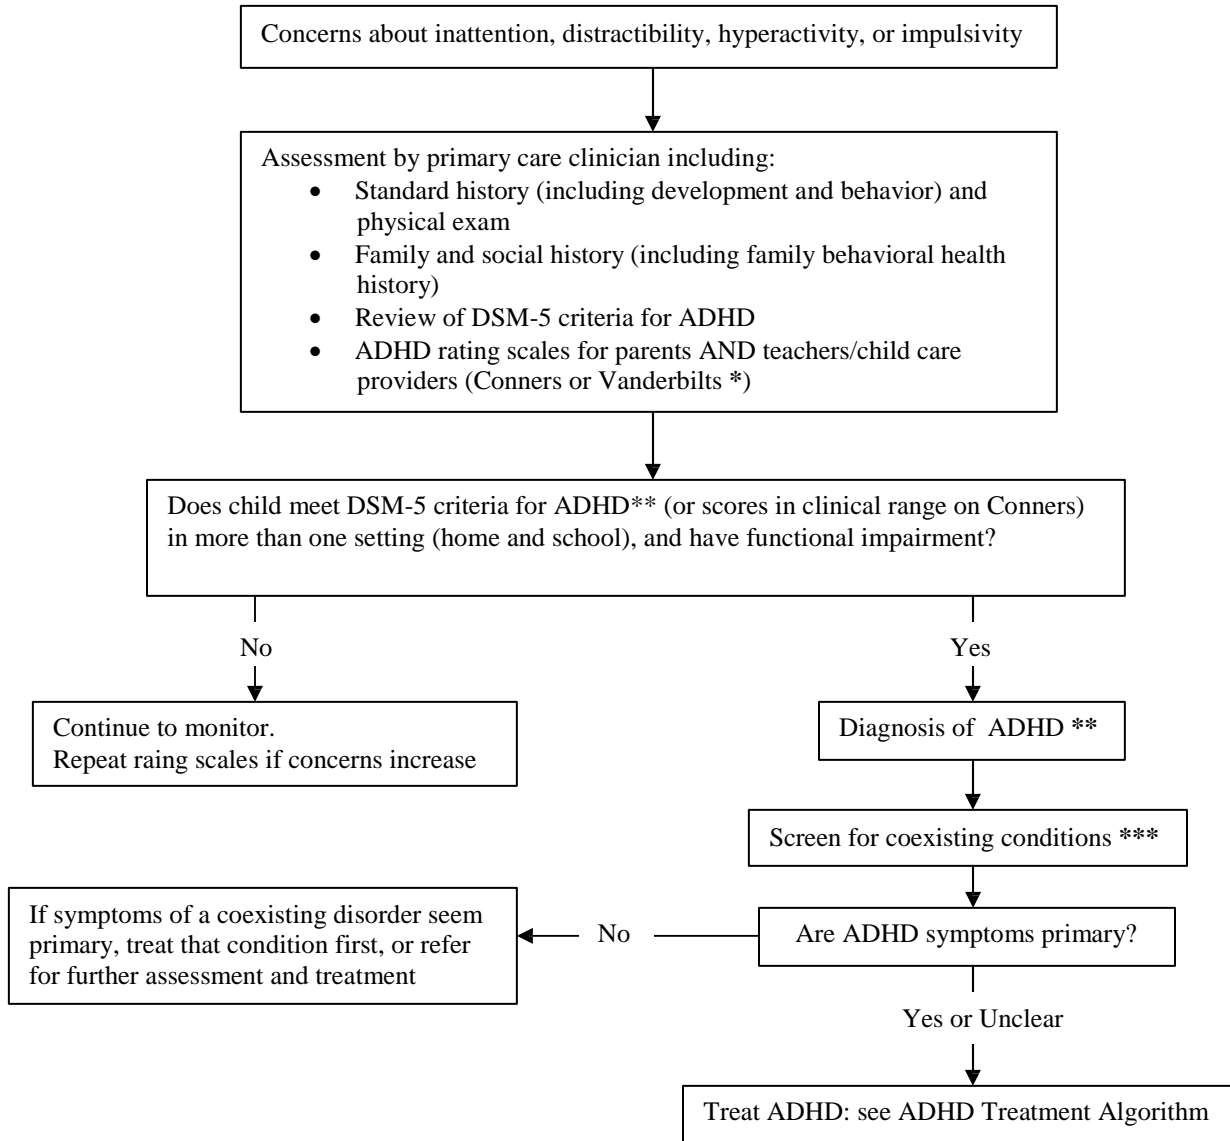 Concerns about inattention, distractibility, hyperactivity, or impulsivity
Assessment by primary care clinician including:
• Standard history (including development and behavior) and
physical exam
• Family and social history (including family behavioral health
history)
• Review of DSM-5 criteria for ADHD
• ADHD rating scales for parents AND teachers/child care
providers (Conners or Vanderbilts *)
Does child meet DSM-5 criteria for ADHD** (or scores in clinical range on Conners)
in more than one setting (home and school), and have functional impairment?
No
Yes
Continue to monitor.
Repeat raing scales if concerns increase
Diagnosis of ADHD **
Screen for coexisting conditions ***
If symptoms of a coexisting disorder seem
primary, treat that condition first, or refer
for further assessment and treatment
No
Are ADHD symptoms primary?
Yes or Unclear
Treat ADHD: see ADHD Treatment Algorithm